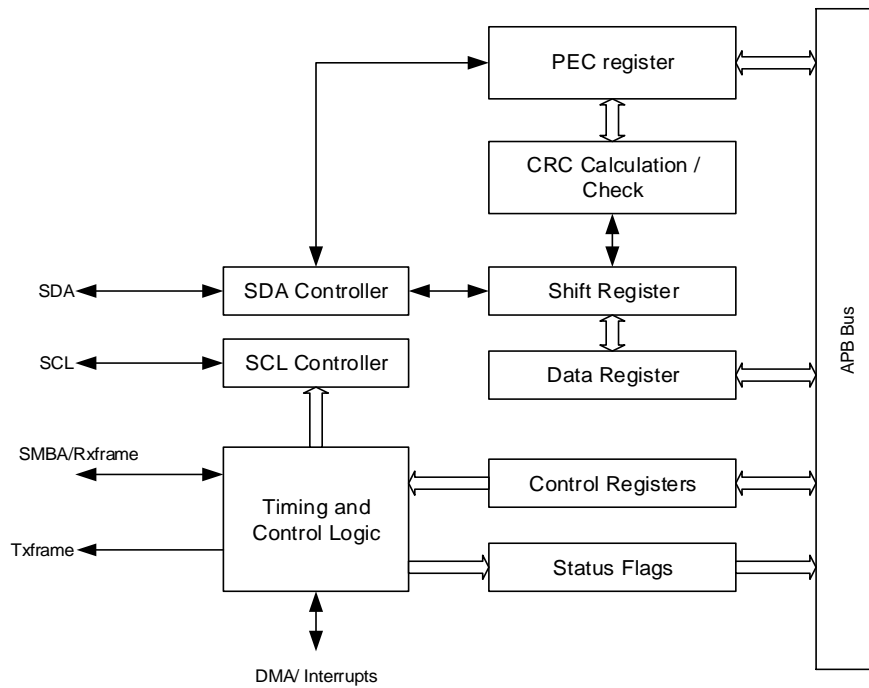 PEC register
CRC Calculation /
Check
SDA
SDA Controller
Shift Register
SCL
SCL Controller
Data Register
APB Bus
SMBA/Rxframe
Timing and
Control Logic
Control Registers
Txframe
Status Flags
DMA/ Interrupts